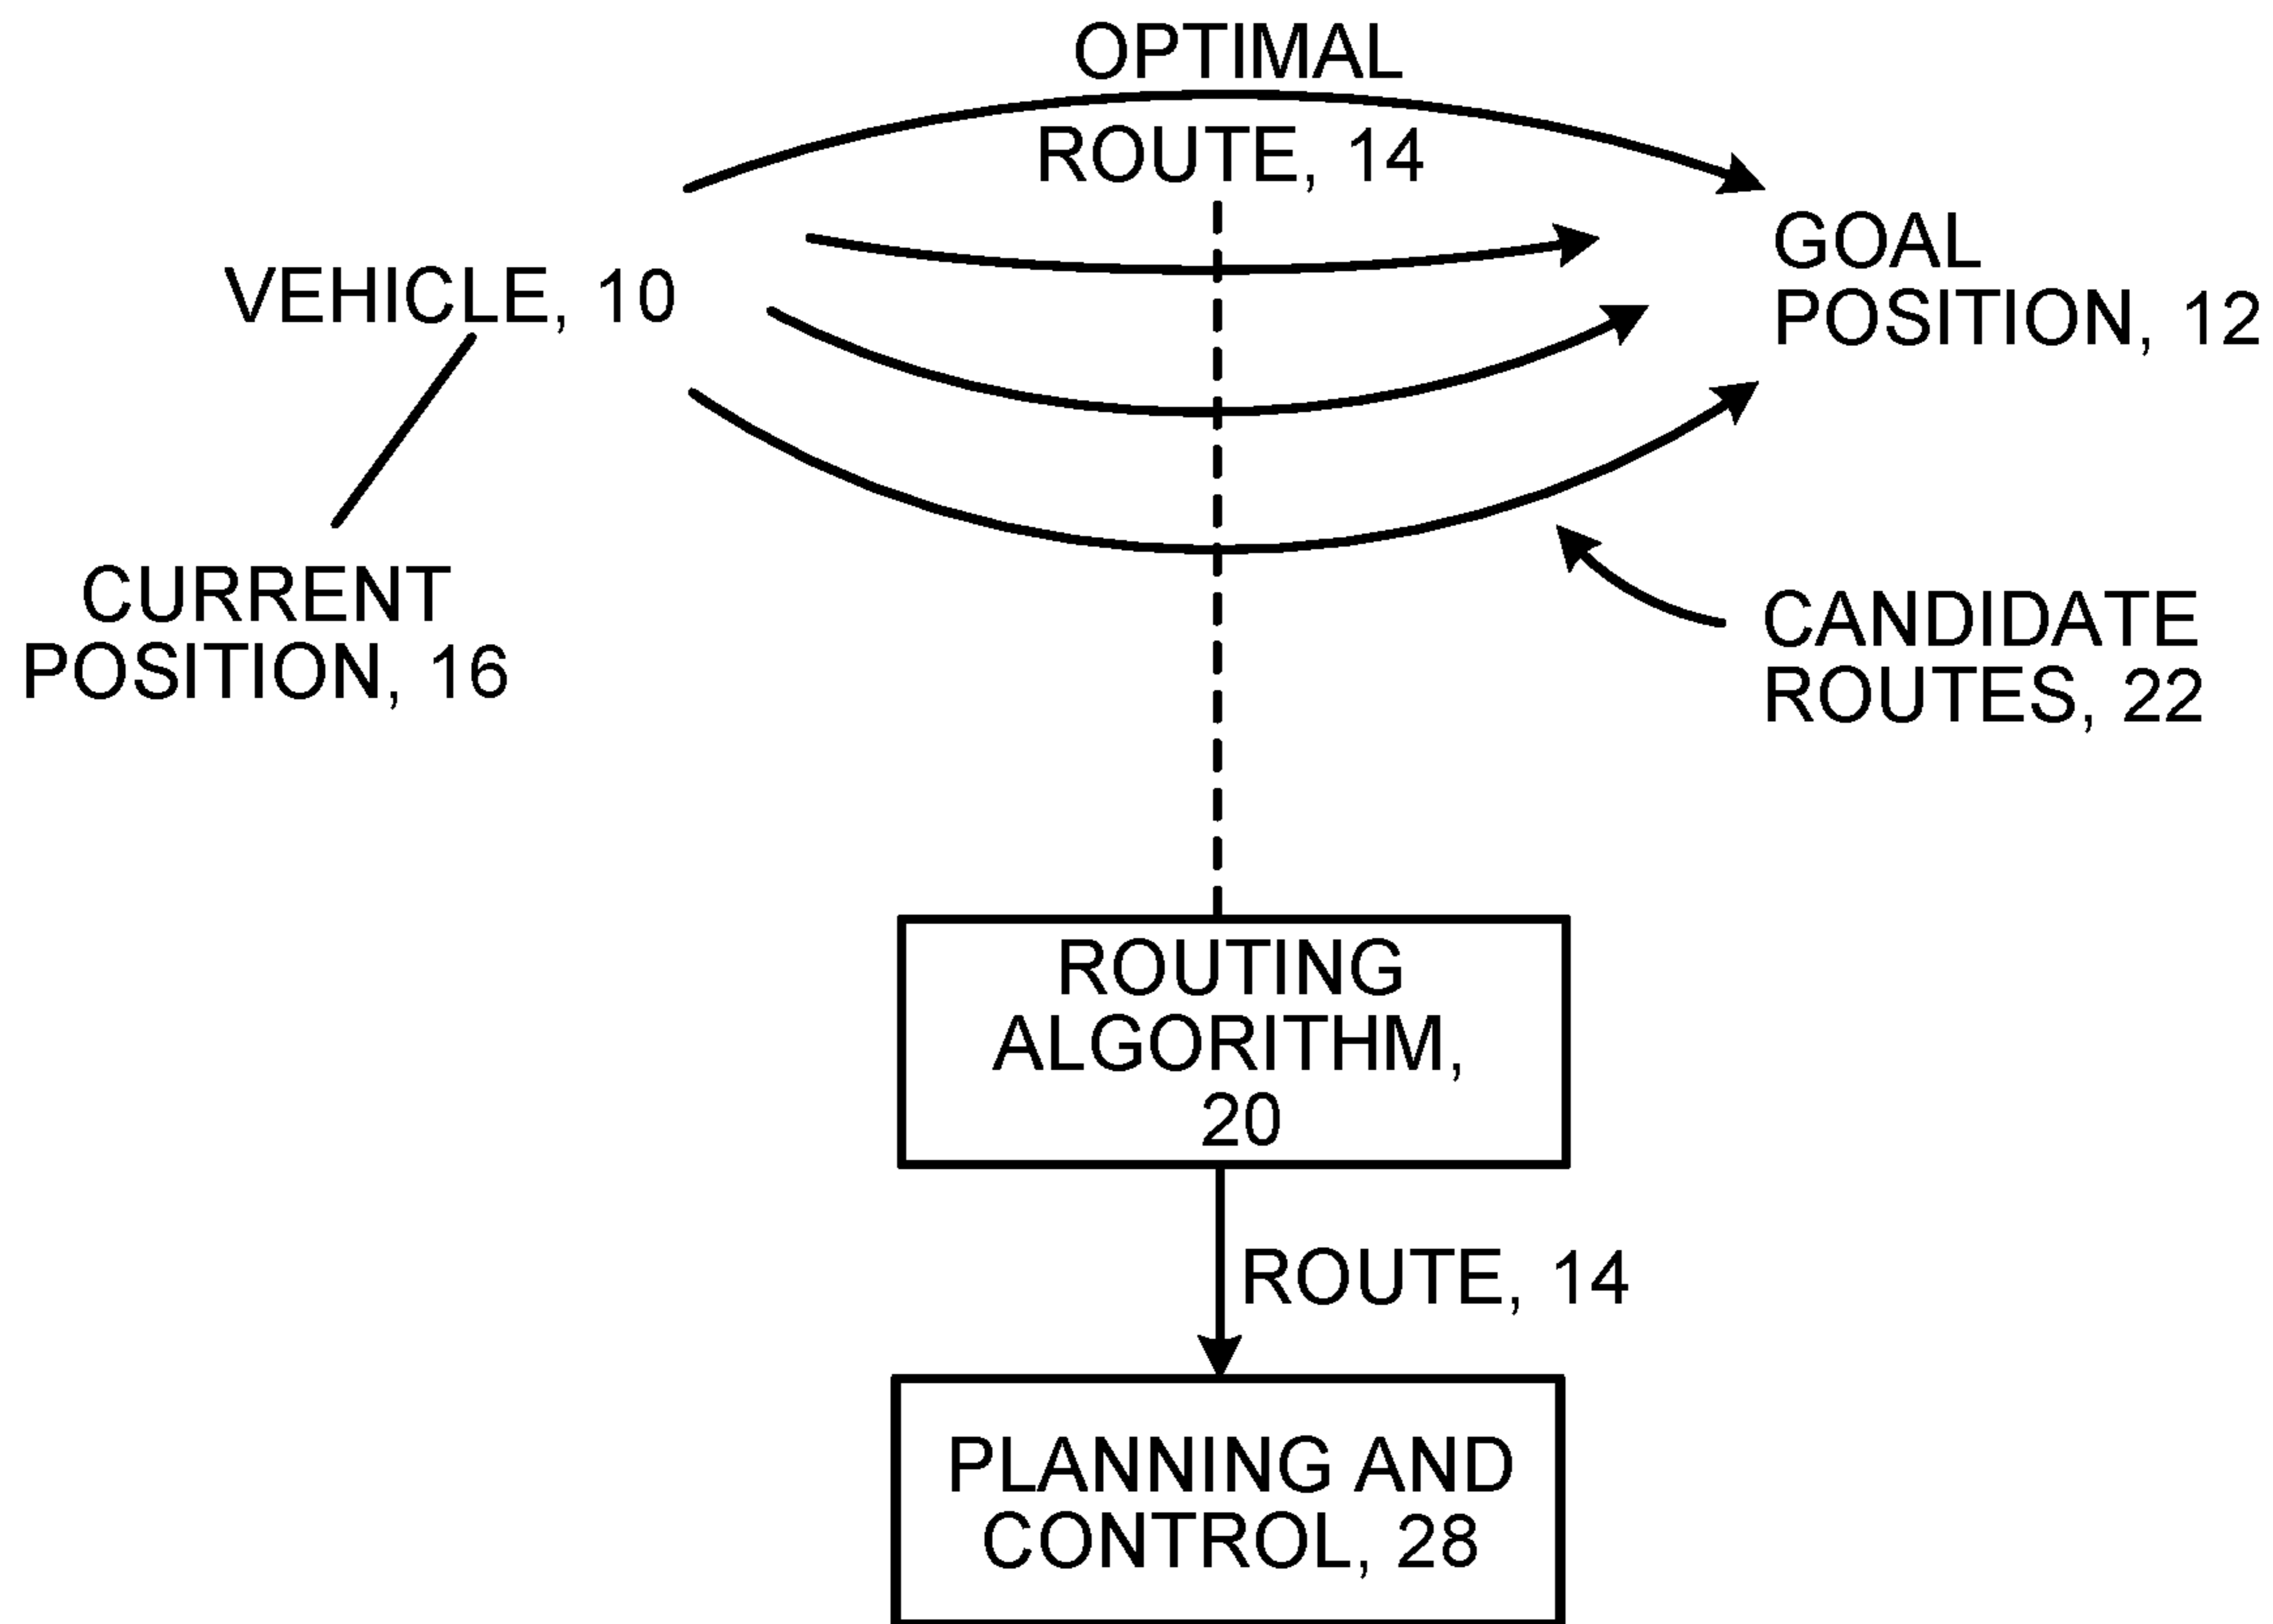 OPTIMAL
ROUTE, 14
VEHICLE, 10
GOAL
POSITION, 12
CURRENT
POSITION, 16
CANDIDATE
ROUTES, 22
ROUTING
ALGORITHM,
20
ROUTE, 14
PLANNING AND
CONTROL, 28